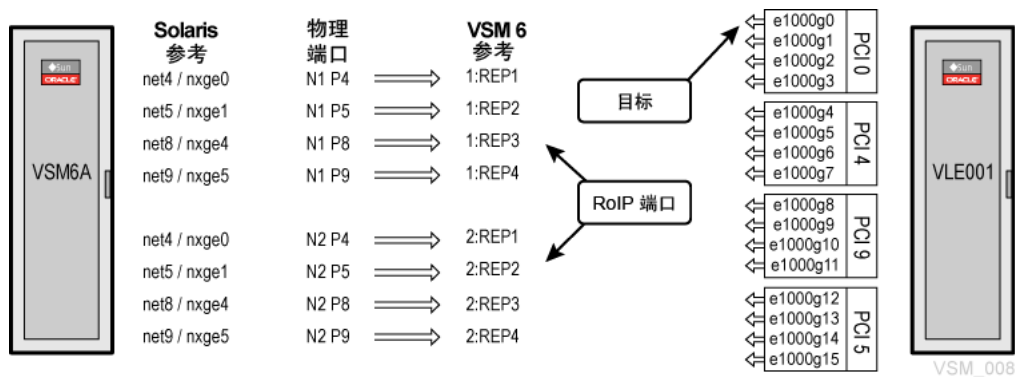 Sun
ORACLE
VSM6A
Solaris 参考
物理端口
VSM 6 参考
net4 / nxge0 N1 P4 1:REP1
net5 / nxge1 N1 P5 1:REP2
net8 / nxge4 N1 P8 1:REP3
net9 / nxge5 N1 P9 1:REP4
net4 / nxge0 N2 P4 2:REP1
net5 / nxge1 N2 P5 2:REP2
net8 / nxge4 N2 P8 2:REP3
net9 / nxge5 N2 P9 2:REP4
目标
RoIP 端口
e1000g0
e1000g1
e1000g2
e1000g3
PCI 0
e1000g4
e1000g5
e1000g6
e1000g7
PCI 4
e1000g8
e1000g9
e1000g10
e1000g11
PCI 9
e1000g12
e1000g13
e1000g14
e1000g15
PCI 5
Sun
ORACLE
VLE001
VSM_008